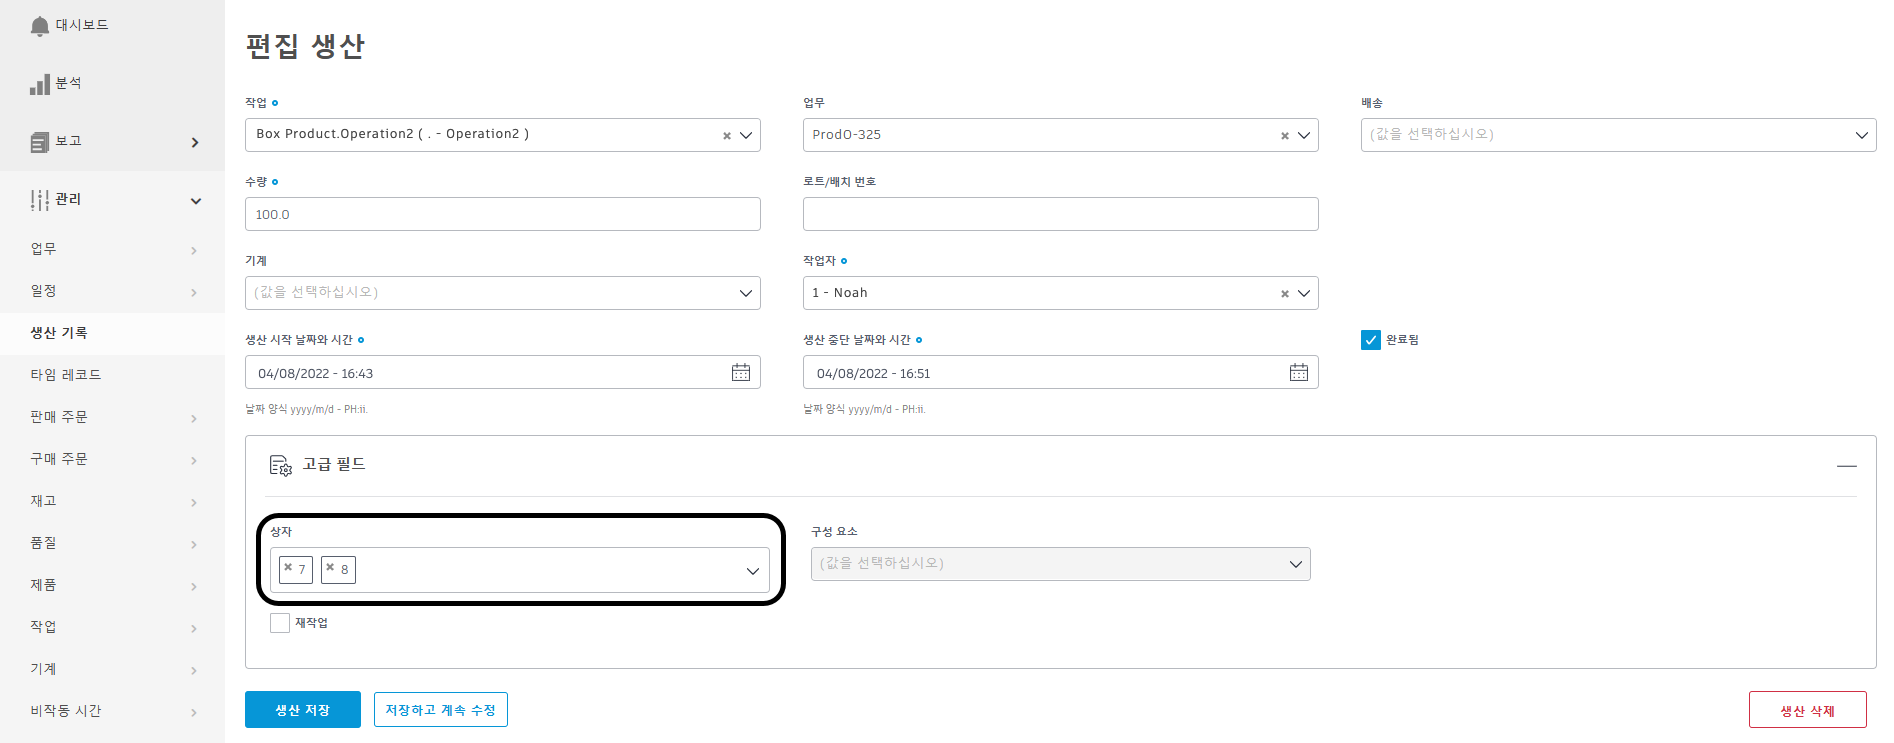 대시보드
분석
보고
관리
업무
일정
생산 기록
타임 레코드
판매 주문
구매 주문
재고
품질
제품
작업
기계
비작동 시간
편집 생산
작업
Box Product.Operation2 ( . - Operation2 )
업무
ProdO-325
배송
(값을 선택하십시오)
수량
100.0
로트/배치 번호
기계
(값을 선택하십시오)
작업자
1 - Noah
생산 시작 날짜와 시간
04/08/2022 - 16:43
날짜 양식 yyyy/m/d - PH:ii.
생산 중단 날짜와 시간
04/08/2022 - 16:51
날짜 양식 yyyy/m/d - PH:ii.
완료됨
고급 필드
상자
7 8
구성 요소
(값을 선택하십시오)
재작업
생산 저장
저장하고 계속 수정
생산 삭제